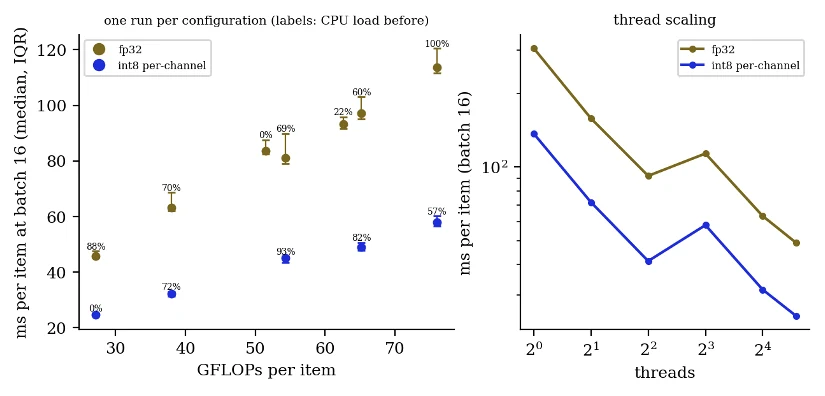 one run per configuration (labels: CPU load before)
ms per item at batch 16 (median, IQR)
120
100
80
60
40
20
fp32
int8 per-channel
100%
60%
22%
0%
69%
70%
57%
88%
82%
93%
72%
0%
30
40
50
60
70
GFLOPs per item
thread scaling
ms per item (batch 16)
10²
fp32
int8 per-channel
2⁰
2¹
2²
2³
2⁴
threads